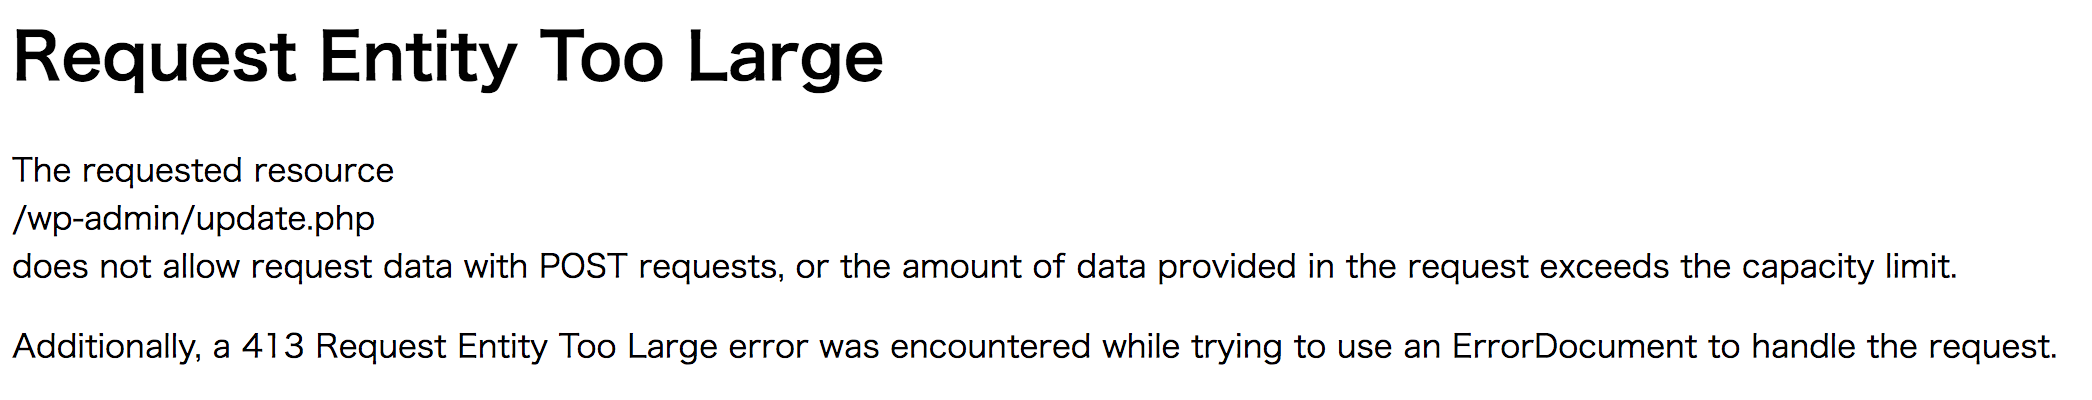 Request Entity Too Large
The requested resource
/wp-admin/update.php
does not allow request data with POST requests, or the amount of data provided in the request exceeds the capacity limit.
Additionally, a 413 Request Entity Too Large error was encountered while trying to use an ErrorDocument to handle the request.